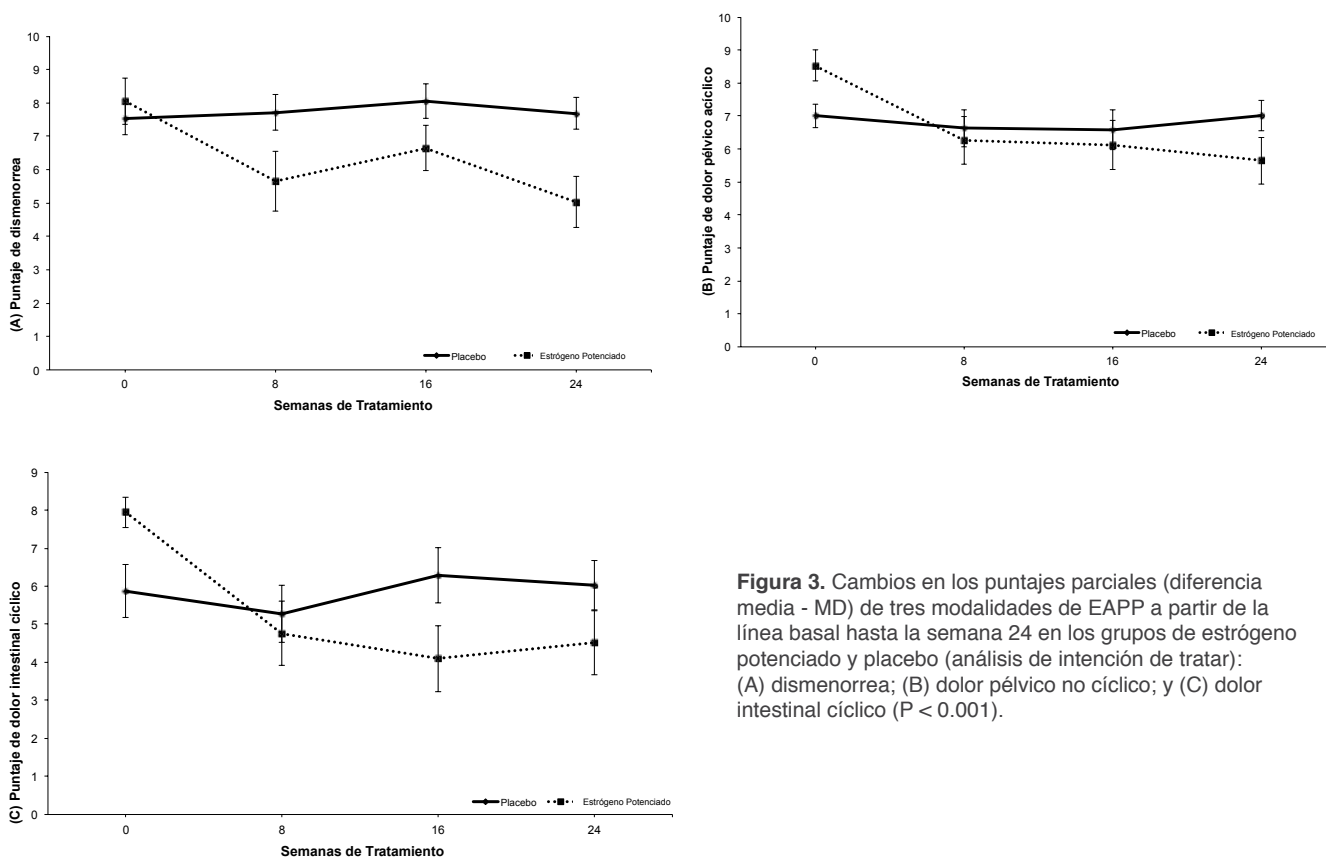 10
9
8
7
6
5
4
3
2
1
0
(A) Puntaje de dismenorrea
Placebo
Estrógeno Potenciado
0 8 16 24
Semanas de Tratamiento
10
9
8
7
6
5
4
3
2
1
0
(B) Puntaje de dolor pélvico acíclico
Placebo
Estrógeno Potenciado
0 8 16 24
Semanas de Tratamiento
9
8
7
6
5
4
3
2
1
0
(C) Puntaje de dolor intestinal cíclico
Placebo
Estrógeno Potenciado
0 8 16 24
Semanas de Tratamiento
Figura 3. Cambios en los puntajes parciales (diferencia
media - MD) de tres modalidades de EAPP a partir de la
línea basal hasta la semana 24 en los grupos de estrógeno
potenciado y placebo (análisis de intención de tratar):
(A) dismenorrea; (B) dolor pélvico no cíclico; y (C) dolor
intestinal cíclico (P < 0.001).